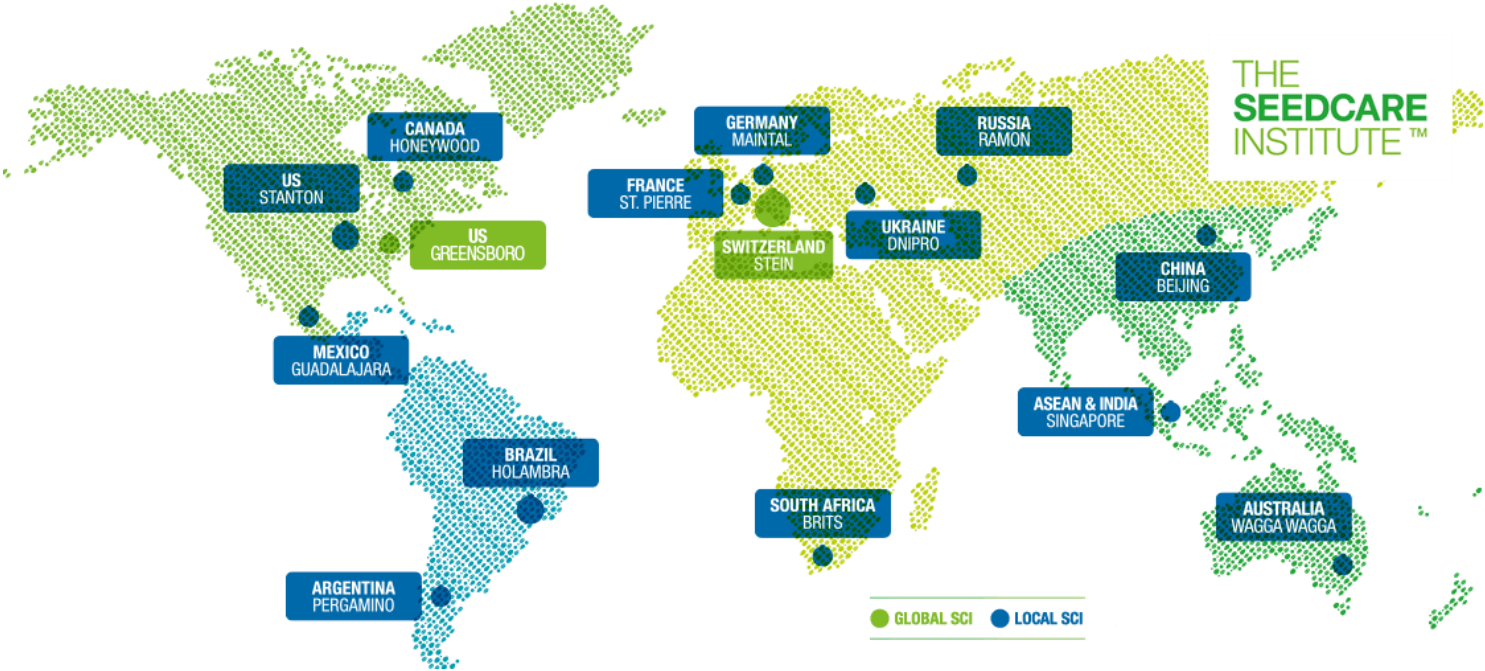 THE
SEEDCARE
INSTITUTE ™
CANADA
HONEYWOOD
US
STANTON
US
GREENSBORO
MEXICO
GUADALAJARA
BRAZIL
HOLAMBRA
ARGENTINA
PERGAMINO
GERMANY
MAINTAL
FRANCE
ST. PIERRE
SWITZERLAND
STEIN
RUSSIA
RAMON
UKRAINE
DNIPRO
CHINA
BEIJING
ASEAN & INDIA
SINGAPORE
SOUTH AFRICA
BRITS
AUSTRALIA
WAGGA WAGGA
GLOBAL SCI
LOCAL SCI